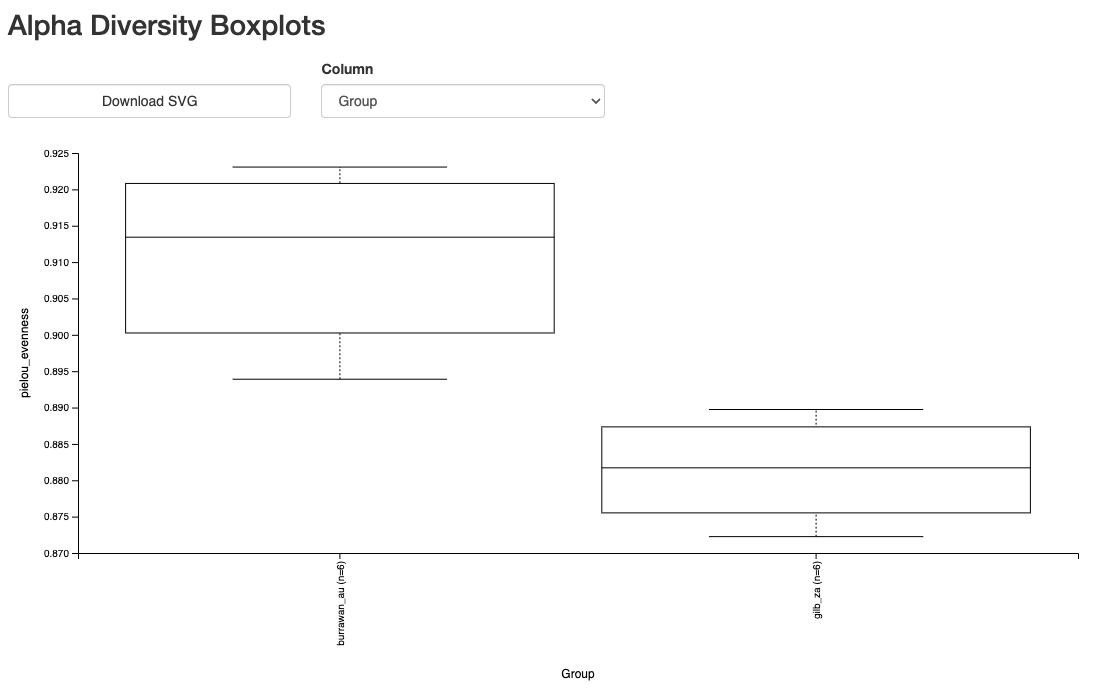 Alpha Diversity Boxplots
Column
Download SVG
Group
0.925
0.920
0.915
0.910
0.905
0.900
0.895
0.890
0.885
0.880
0.875
0.870
pielou_evenness
burrawan_au (n=6)
gilb_za (n=6)
Group